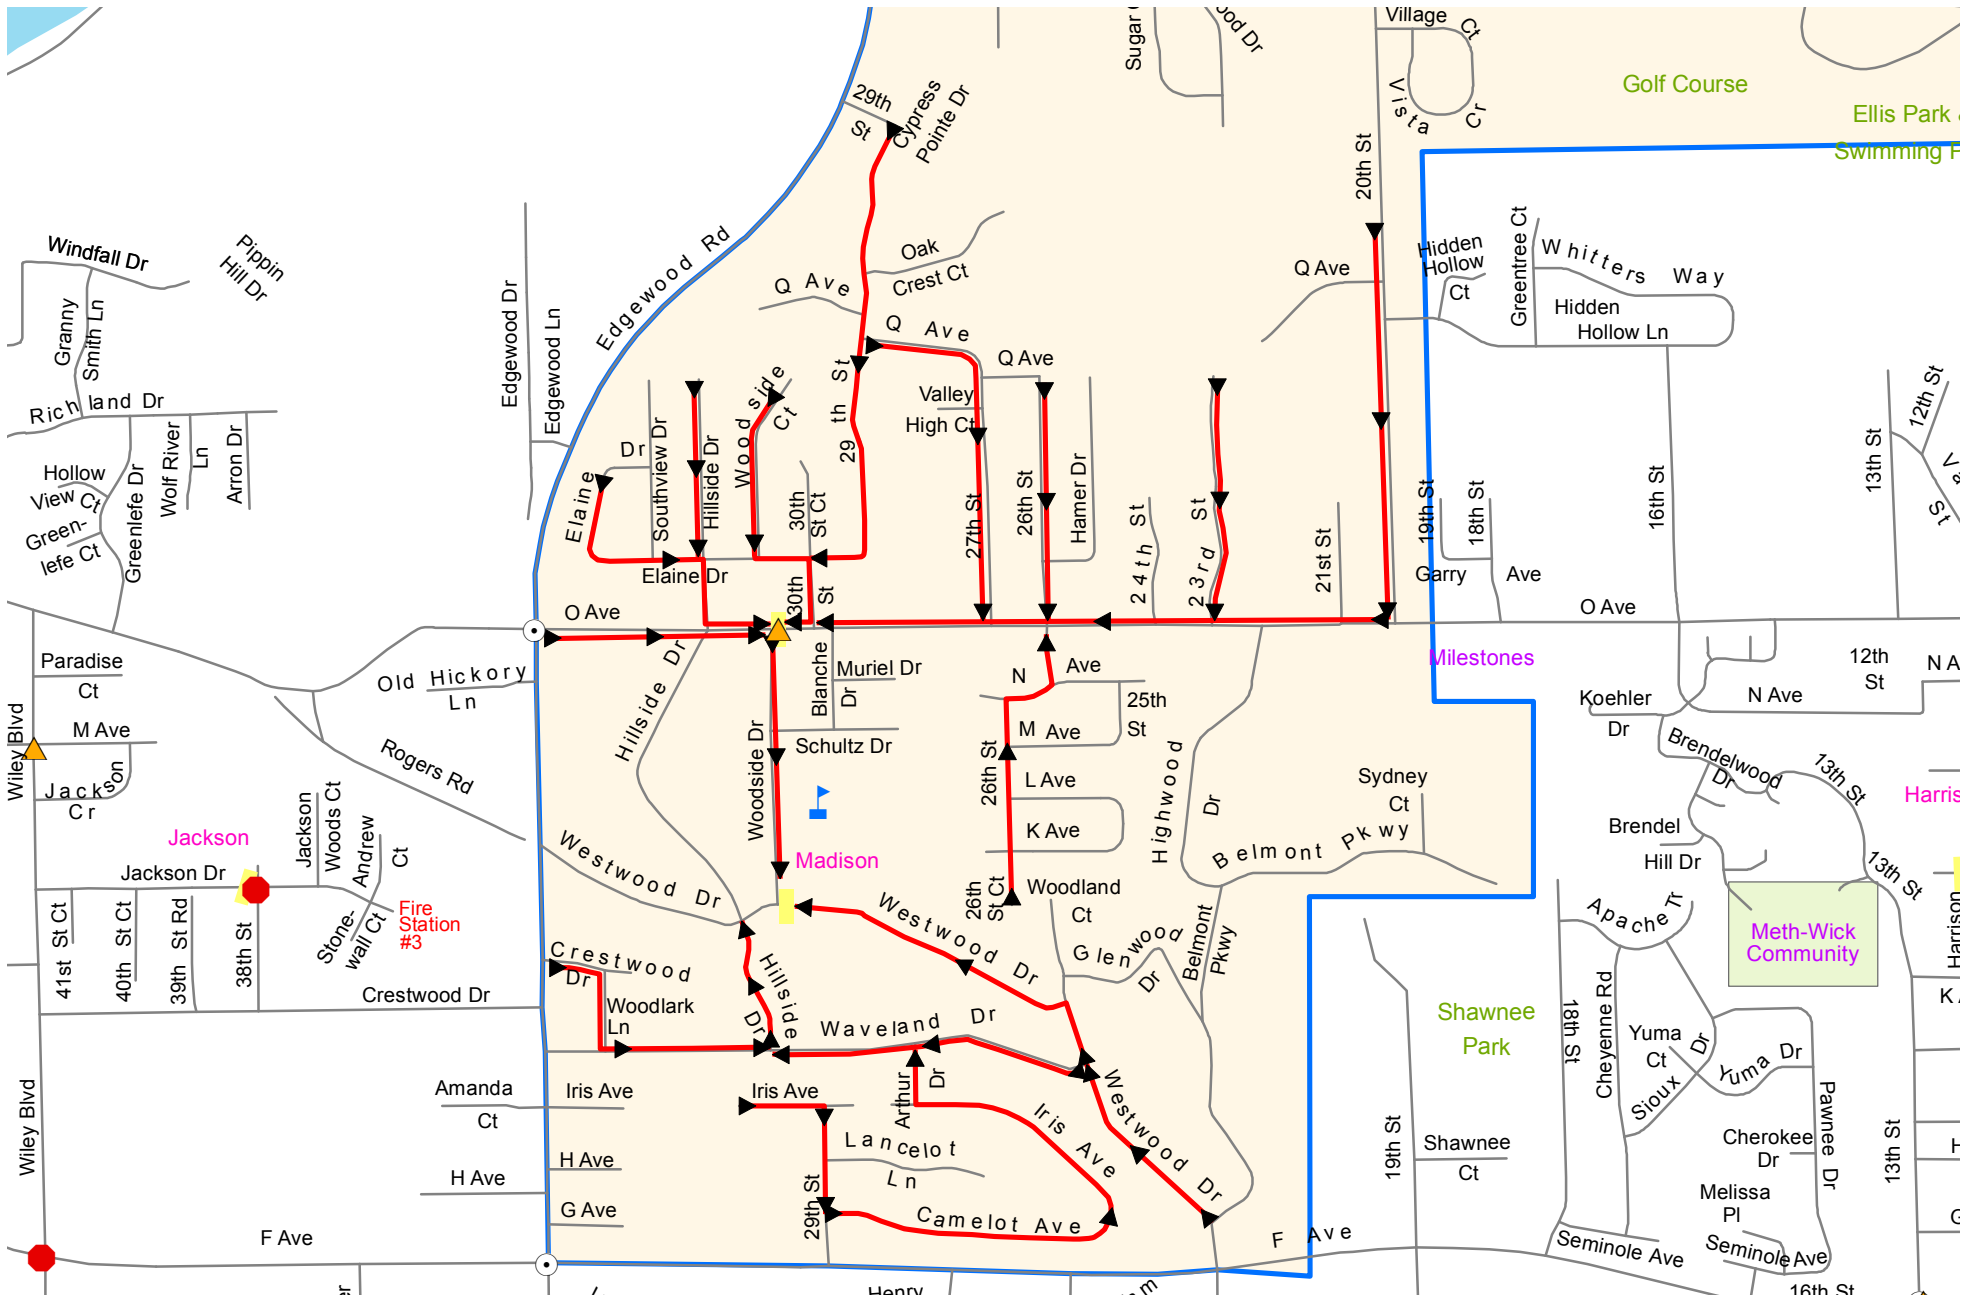 Village
Ct
Sugar
ood Dr
Vista
Cr
Golf Course
Ellis Park
Swimming
29th
St
Cypress
Pointe Dr
20th St
Windfall Dr
Pippin
Hill Dr
Edgewood Rd
Oak
Crest Ct
Q Ave
Q Ave
Q Ave
Q Ave
Hidden
Hollow
Ct
Greentree Ct
Whitters Way
Hidden
Hollow Ln
Granny
Smith Ln
Edgewood Dr
Edgewood Ln
Richland Dr
Hollow
View Ct
Green-
lefe Ct
Greenlefe Dr
Wolf River
Ln
Arron Dr
Elaine Dr
Southview Dr
Hillside Dr
Woodside
Ct
30th
St Ct
29th St
Valley
High Ct
27th St
26th St
Hamer Dr
24th St
23rd St
21st St
19th St
18th St
16th St
13th St
12th St
St
Garry Ave
Elaine Dr
30th
St
O Ave
O Ave
Paradise
Ct
Old Hickory
Ln
Hillside Dr
Blanche
Dr
Muriel Dr
N Ave
25th
St
Milestones
12th
St
N A
Koehler
Dr
N Ave
Wiley Blvd
M Ave
Jackson
Cr
Rogers Rd
Woodside Dr
Schultz Dr
M Ave
26th St
L Ave
K Ave
Highwood
Dr
Sydney
Ct
Brendelwood
Dr
13th St
Harris
Jackson
Jackson Dr
Jackson
Woods Ct
Andrew
Ct
Westwood Dr
Madison
26th
St Ct
Woodland
Ct
Belmont Pkwy
Brendel
Hill Dr
13th St
41st St Ct
40th St Ct
39th St Rd
38th St
Stone-
wall Ct
Fire
Station
#3
Crestwood
Dr
Westwood Dr
Glenwood
Dr
Belmont
Pkwy
Apache Tr
Meth-Wick
Community
Harrison
Crestwood Dr
Woodlark
Ln
Hillside
Dr
Waveland Dr
Shawnee
Park
18th St
Cheyenne Rd
Yuma
Ct
Sioux Dr
Yuma Dr
K
Wiley Blvd
Amanda
Ct
Iris Ave
Iris Ave
Arthur
Dr
Iris Ave
Westwood Dr
Lancelot
Ln
19th St
Shawnee
Ct
Cherokee
Dr
Pawnee Dr
13th St
H
H Ave
H Ave
G Ave
29th St
Camelot Ave
Melissa
Pl
G
F Ave
F Ave
Seminole Ave
Seminole Ave
16th St
Henry
er
m